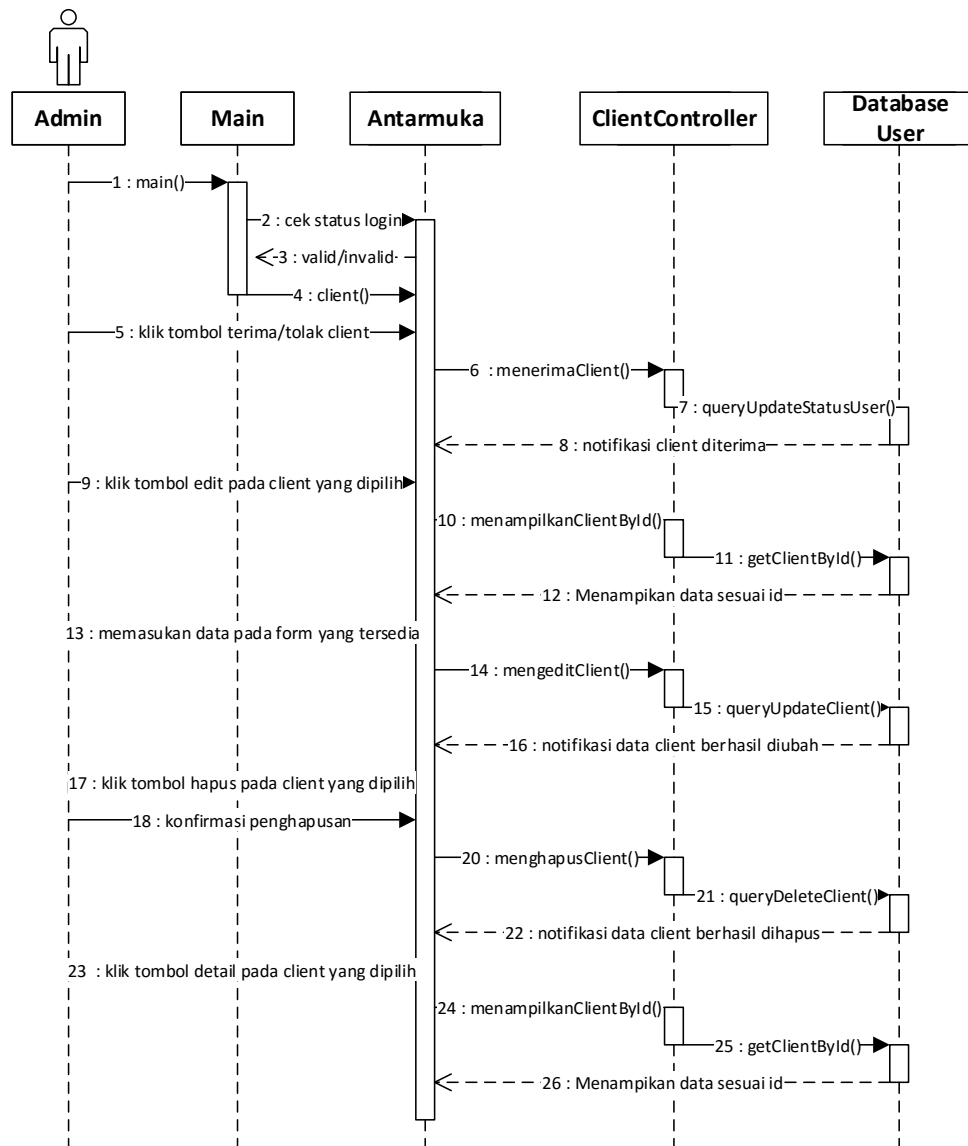 Admin
Main
Antarmuka
ClientController
Database
User
1 : main()
2 : cek status login
3 : valid/invalid
4 : client()
5 : klik tombol terima/tolak client
6 : menerimaClient()
7 : queryUpdateStatusUser()
8 : notifikasi client diterima
9 : klik tombol edit pada client yang dipilih
10 : menampilkanClientById()
11 : getClientById()
12 : Menampikan data sesuai id
13 : memasukan data pada form yang tersedia
14 : mengeditClient()
15 : queryUpdateClient()
16 : notifikasi data client berhasil diubah
17 : klik tombol hapus pada client yang dipilih
18 : konfirmasi penghapusan
20 : menghapusClient()
21 : queryDeleteClient()
22 : notifikasi data client berhasil dihapus
23 : klik tombol detail pada client yang dipilih
24 : menampilkanClientById()
25 : getClientById()
26 : Menampikan data sesuai id